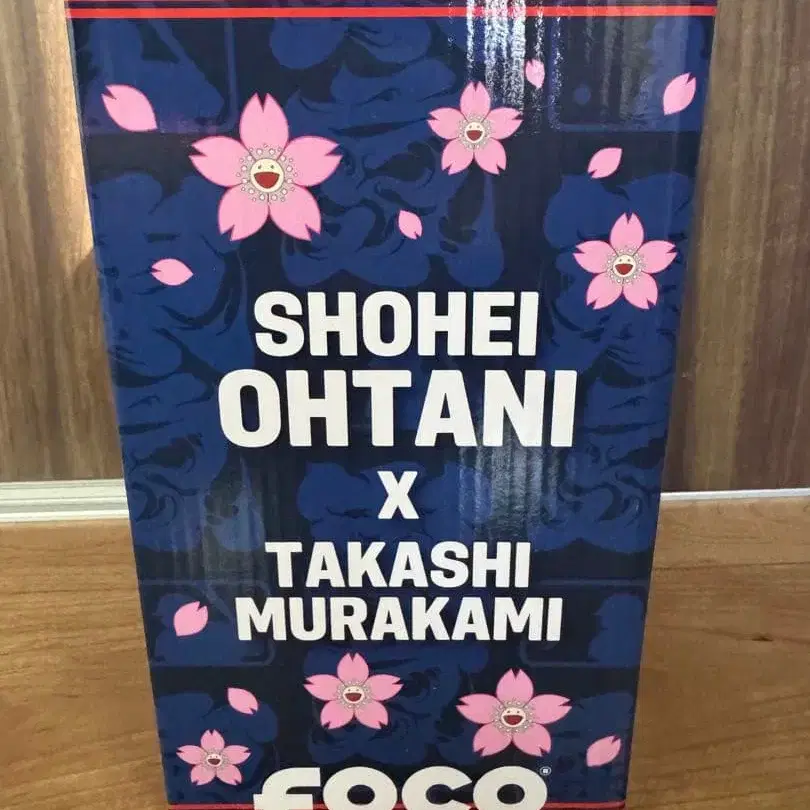 SHOHEI
OHTANI
X
TAKASHI
MURAKAMI
FOCO®